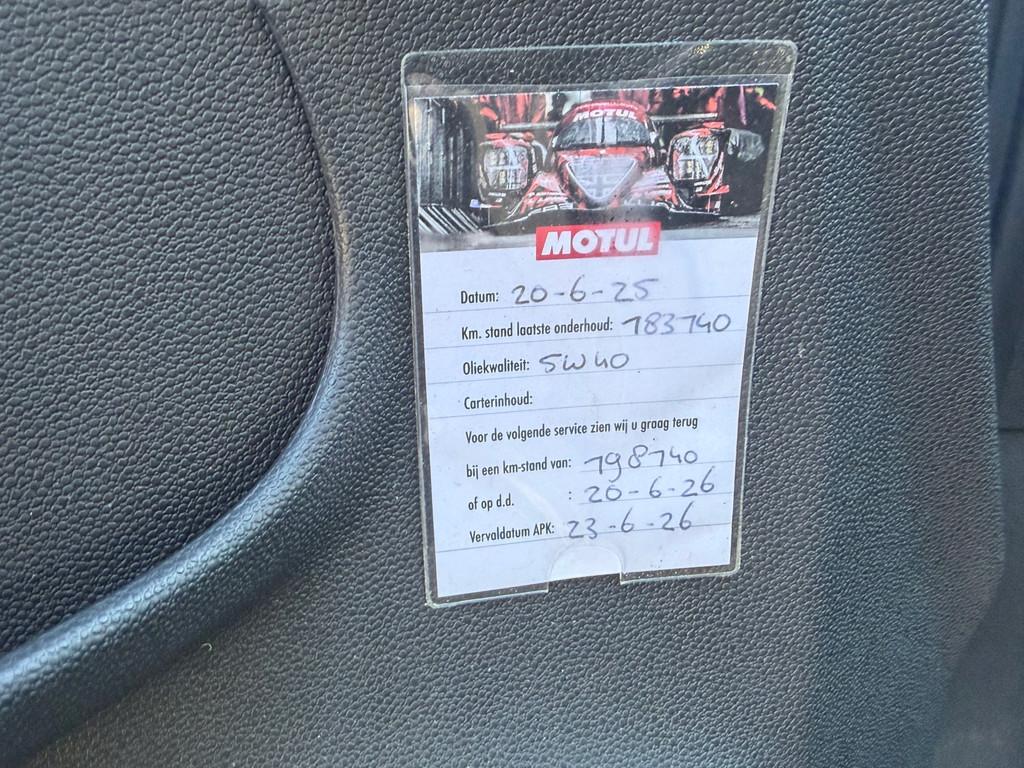 MOTUL
MOTUL
Datum: 20-6-25
Km. stand laatste onderhoud: 183740
Oliekwaliteit: 5W40
Carterinhoud:
Voor de volgende service zien wij u graag terug
bij een km-stand van: 198740
of op d.d. : 20-6-26
Vervaldatum APK: 23-6-26